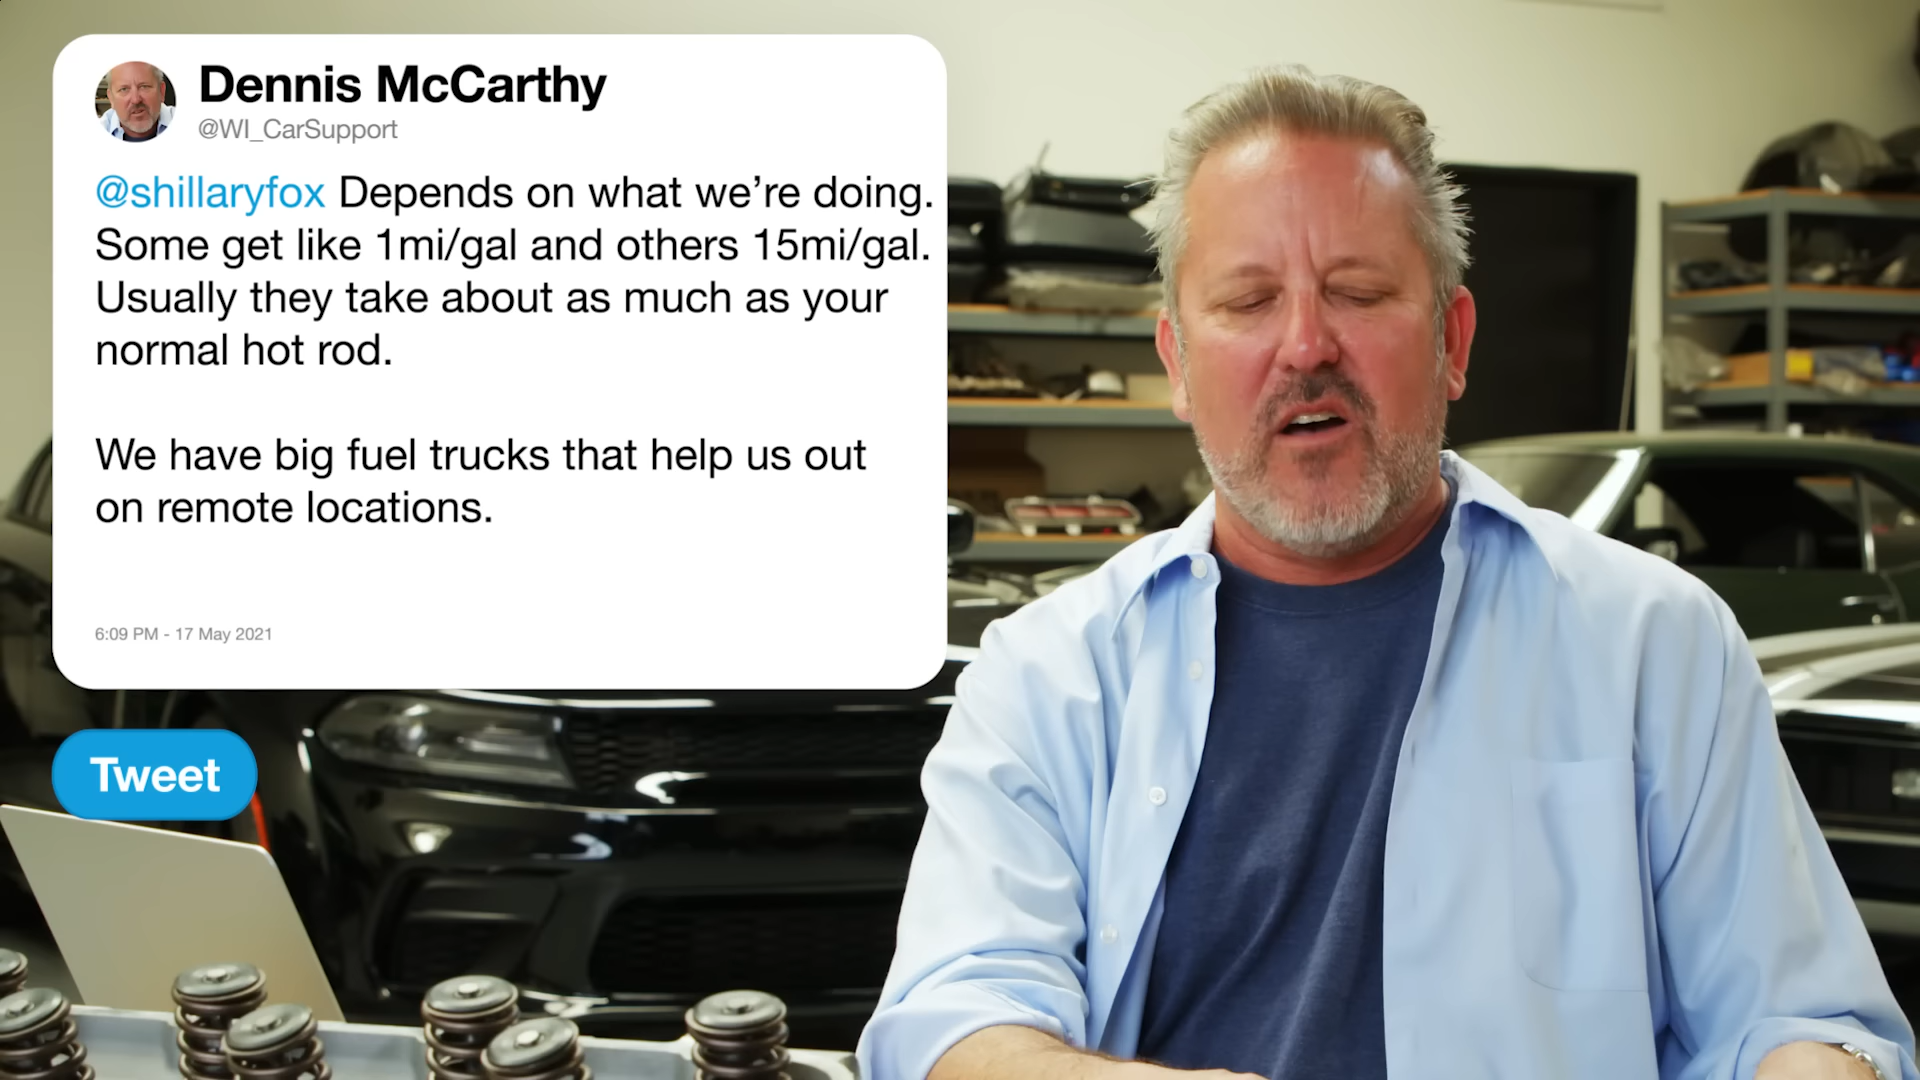 Dennis McCarthy
@WI_CarSupport
@shillaryfox Depends on what we’re doing.
Some get like 1mi/gal and others 15mi/gal.
Usually they take about as much as your
normal hot rod.
We have big fuel trucks that help us out
on remote locations.
6:09 PM - 17 May 2021
Tweet